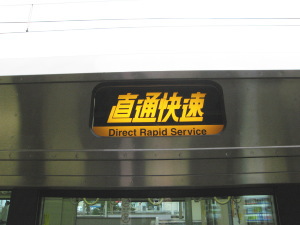 直通快速
Direct Rapid Service